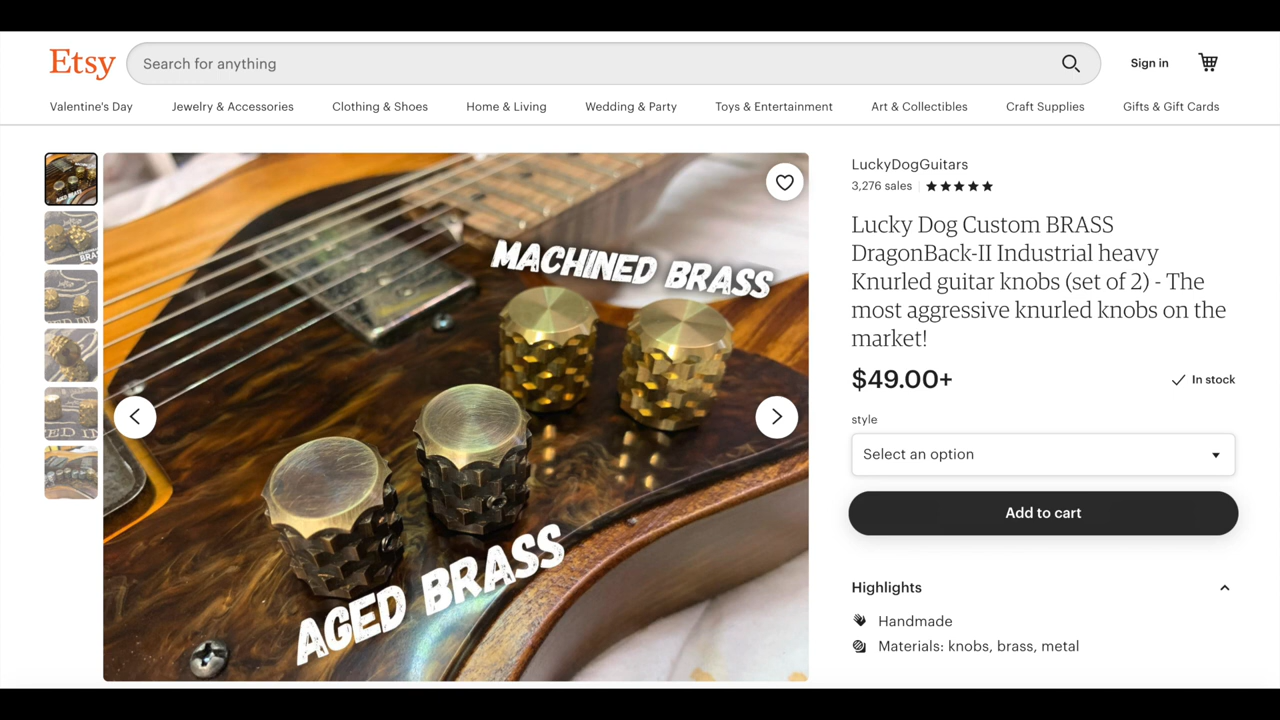 Etsy
Search for anything
Sign in
Valentine's Day
Jewelry & Accessories
Clothing & Shoes
Home & Living
Wedding & Party
Toys & Entertainment
Art & Collectibles
Craft Supplies
Gifts & Gift Cards
MACHINED BRASS
AGED BRASS
LuckyDogGuitars
3,276 sales
Lucky Dog Custom BRASS
DragonBack-II Industrial heavy
Knurled guitar knobs (set of 2) - The
most aggressive knurled knobs on the
market!
$49.00+
In stock
style
Select an option
Add to cart
Highlights
Handmade
Materials: knobs, brass, metal